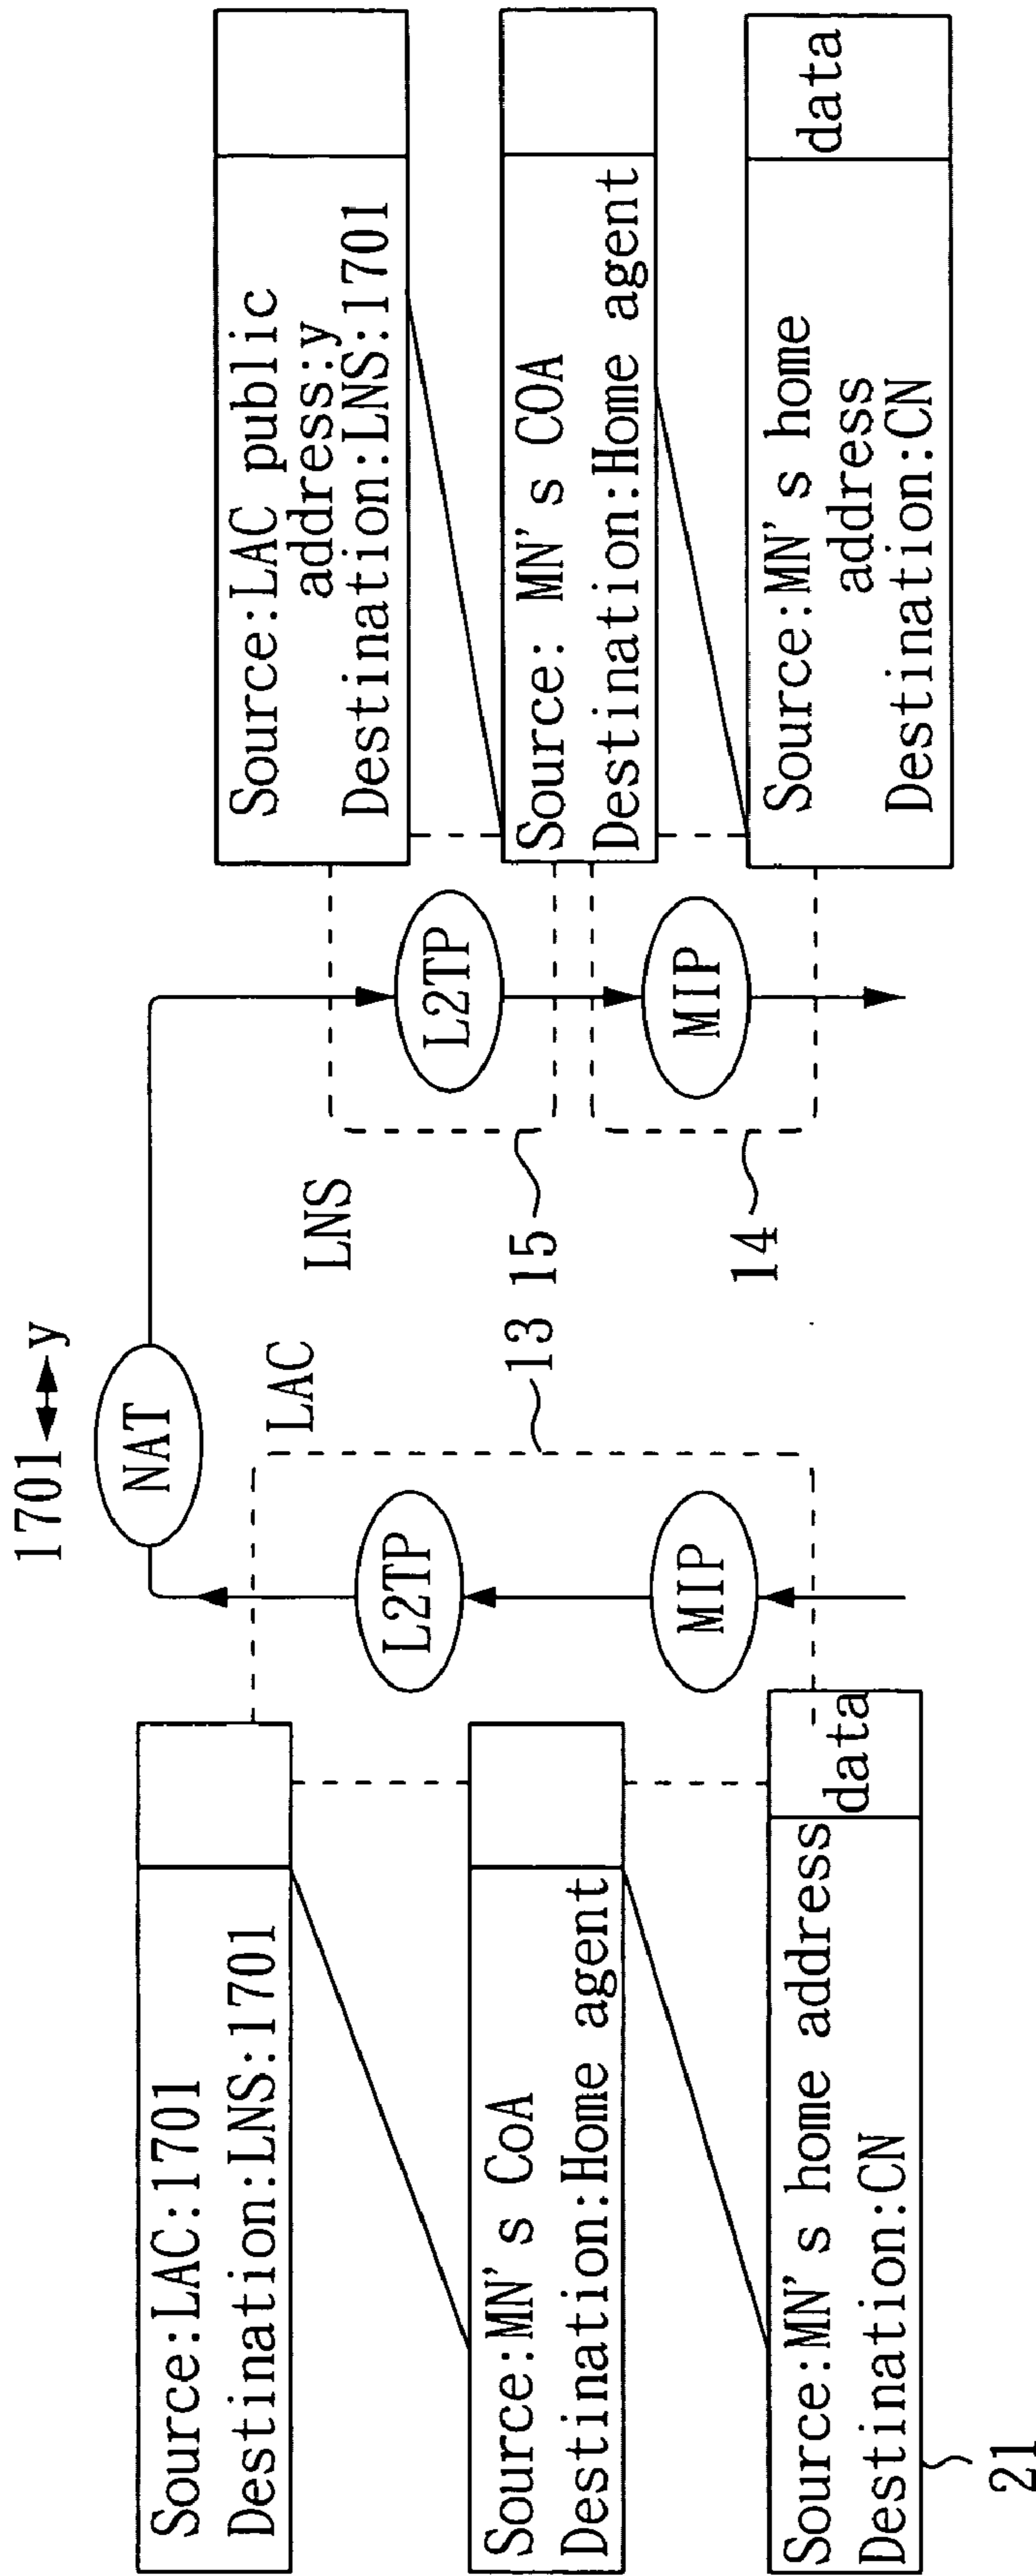 1701 y
NAT
Source:LAC:1701
Destination:LNS:1701
LAC
LNS
Source:LAC public
address:y
Destination:LNS:1701
L2TP
L2TP
Source:MN's CoA
Destination:Home agent
13
15
Source: MN's COA
Destination:Home agent
MIP
MIP
14
Source:MN's home address
Destination:CN
data
Source:MN's home
address
Destination:CN
data
21